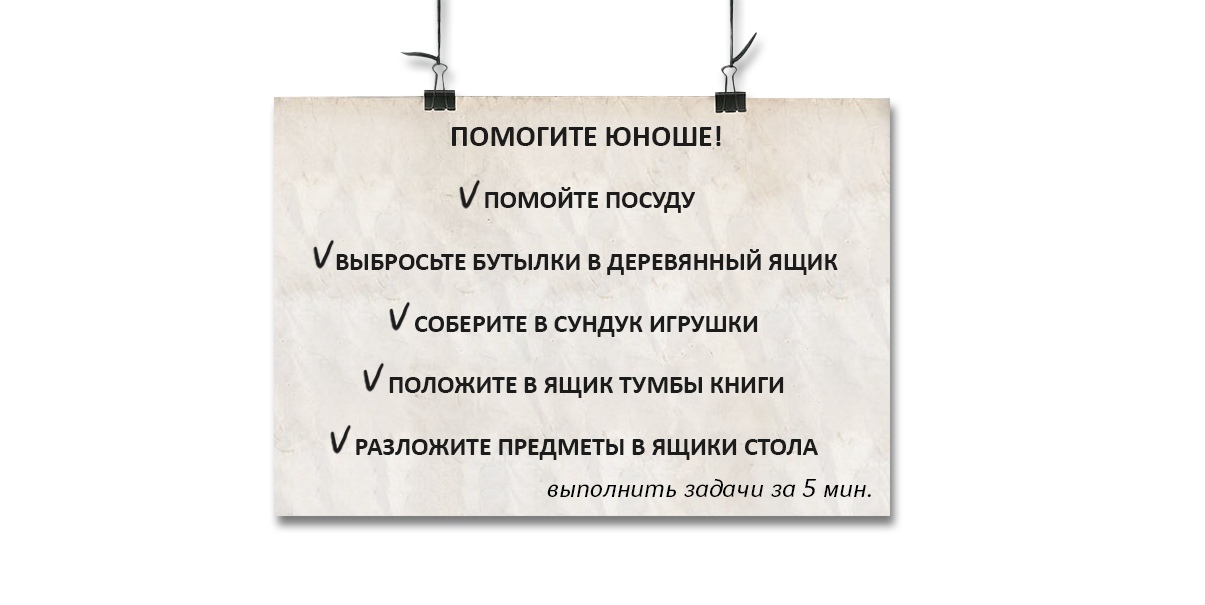 ПОМОГИТЕ ЮНОШЕ!
ПОМОЙТЕ ПОСУДУ
ВЫБРОСЬТЕ БУТЫЛКИ В ДЕРЕВЯННЫЙ ЯЩИК
СОБЕРИТЕ В СУНДУК ИГРУШКИ
ПОЛОЖИТЕ В ЯЩИК ТУМБЫ КНИГИ
РАЗЛОЖИТЕ ПРЕДМЕТЫ В ЯЩИКИ СТОЛА
выполнить задачи за 5 мин.